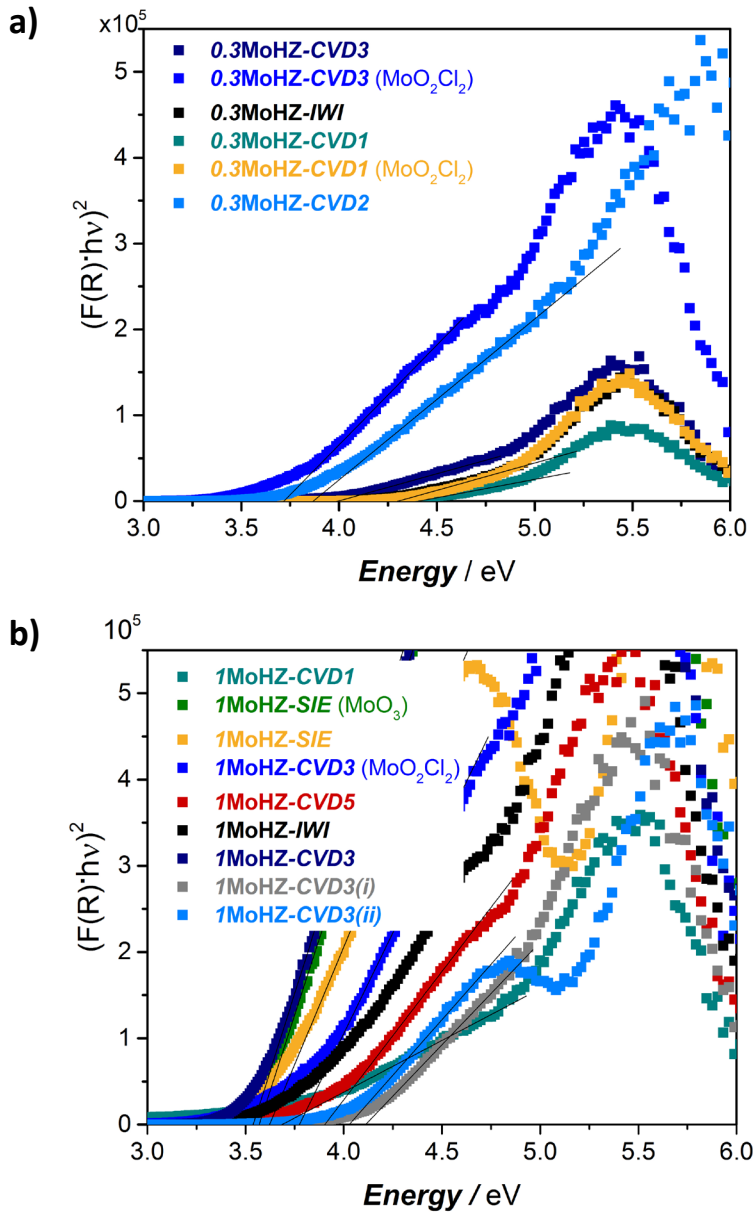 a)
x10⁵
0.3MoHZ-CVD3
0.3MoHZ-CVD3 (MoO₂Cl₂)
0.3MoHZ-IWI
0.3MoHZ-CVD1
0.3MoHZ-CVD1 (MoO₂Cl₂)
0.3MoHZ-CVD2
(F(R)·hν)²
5
4
3
2
1
0
3.0 3.5 4.0 4.5 5.0 5.5 6.0
Energy / eV
b)
10⁵
1MoHZ-CVD1
1MoHZ-SIE (MoO₃)
1MoHZ-SIE
1MoHZ-CVD3 (MoO₂Cl₂)
1MoHZ-CVD5
1MoHZ-IWI
1MoHZ-CVD3
1MoHZ-CVD3(i)
1MoHZ-CVD3(ii)
(F(R)·hν)²
5
4
3
2
1
0
3.0 3.5 4.0 4.5 5.0 5.5 6.0
Energy / eV